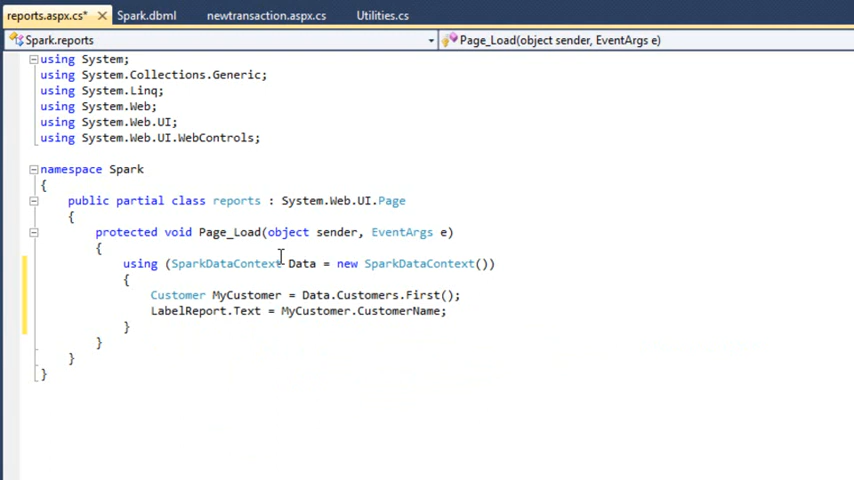 reports.aspx.cs* Spark.dbml newtransaction.aspx.cs Utilities.cs
Spark.reports Page_Load(object sender, EventArgs e)
using System;
using System.Collections.Generic;
using System.Linq;
using System.Web;
using System.Web.UI;
using System.Web.UI.WebControls;
namespace Spark
{
public partial class reports : System.Web.UI.Page
{
protected void Page_Load(object sender, EventArgs e)
{
using (SparkDataContext Data = new SparkDataContext())
{
Customer MyCustomer = Data.Customers.First();
LabelReport.Text = MyCustomer.CustomerName;
}
}
}
}